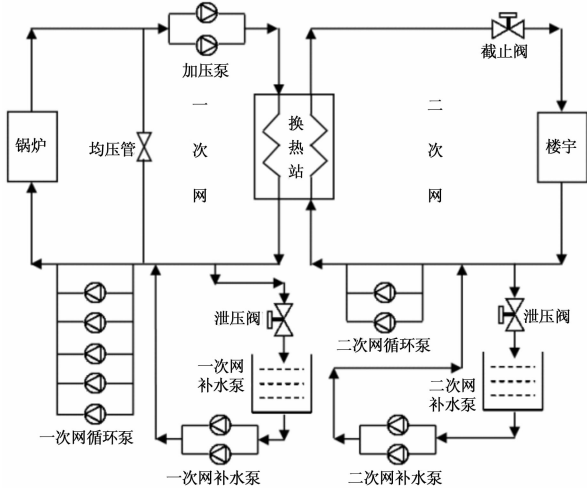 加压泵
截止阀
一次网
二次网
换热站
锅炉
均压管
楼宇
泄压阀
泄压阀
二次网循环泵
一次网
补水泵
二次网
补水泵
一次网循环泵
一次网补水泵
二次网补水泵